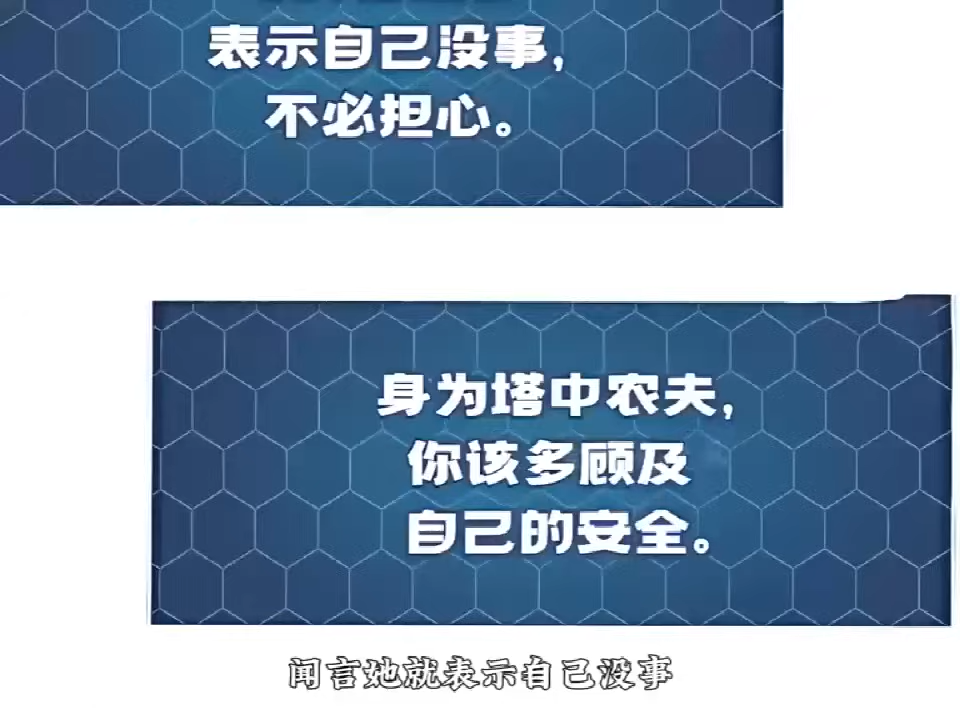 表示自己没事，
不必担心。
身为塔中农夫，
你该多顾及
自己的安全。
闻言她就表示自己没事